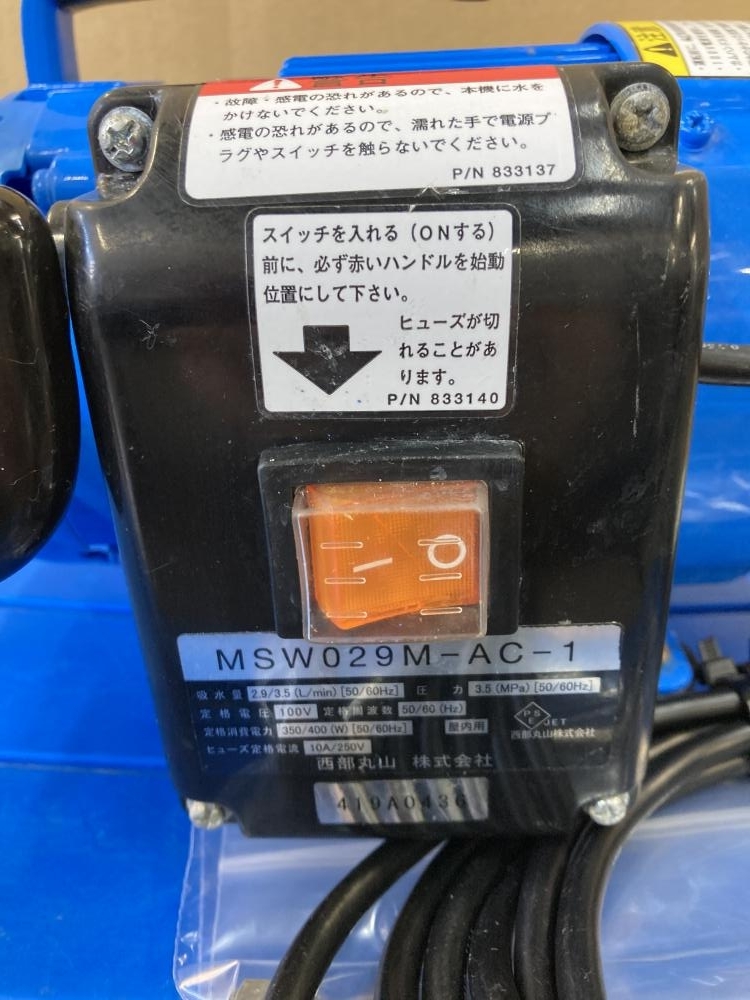 注意
・故障・感電の恐れがあるので、本機に水を
かけないでください。
・感電の恐れがあるので、濡れた手で電源プ
ラグやスイッチを触らないでください。
P/N 833137
スイッチを入れる（ONする）
前に、必ず赤いハンドルを始動
位置にして下さい。
ヒューズが切
れることがあ
ります。
P/N 833140
MSW029M-AC-1
吸水量 2.9/3.5 (L/min) [50/60Hz] 圧力 3.5 (MPa) [50/60Hz]
定格電圧 100V 定格周波数 50/60 (Hz)
定格消費電力 350/400 (W) [50/60Hz] 屋内用
PSE JET
西部丸山株式会社
ヒューズ定格電流 10A/250V
西部丸山 株式会社
419A0436